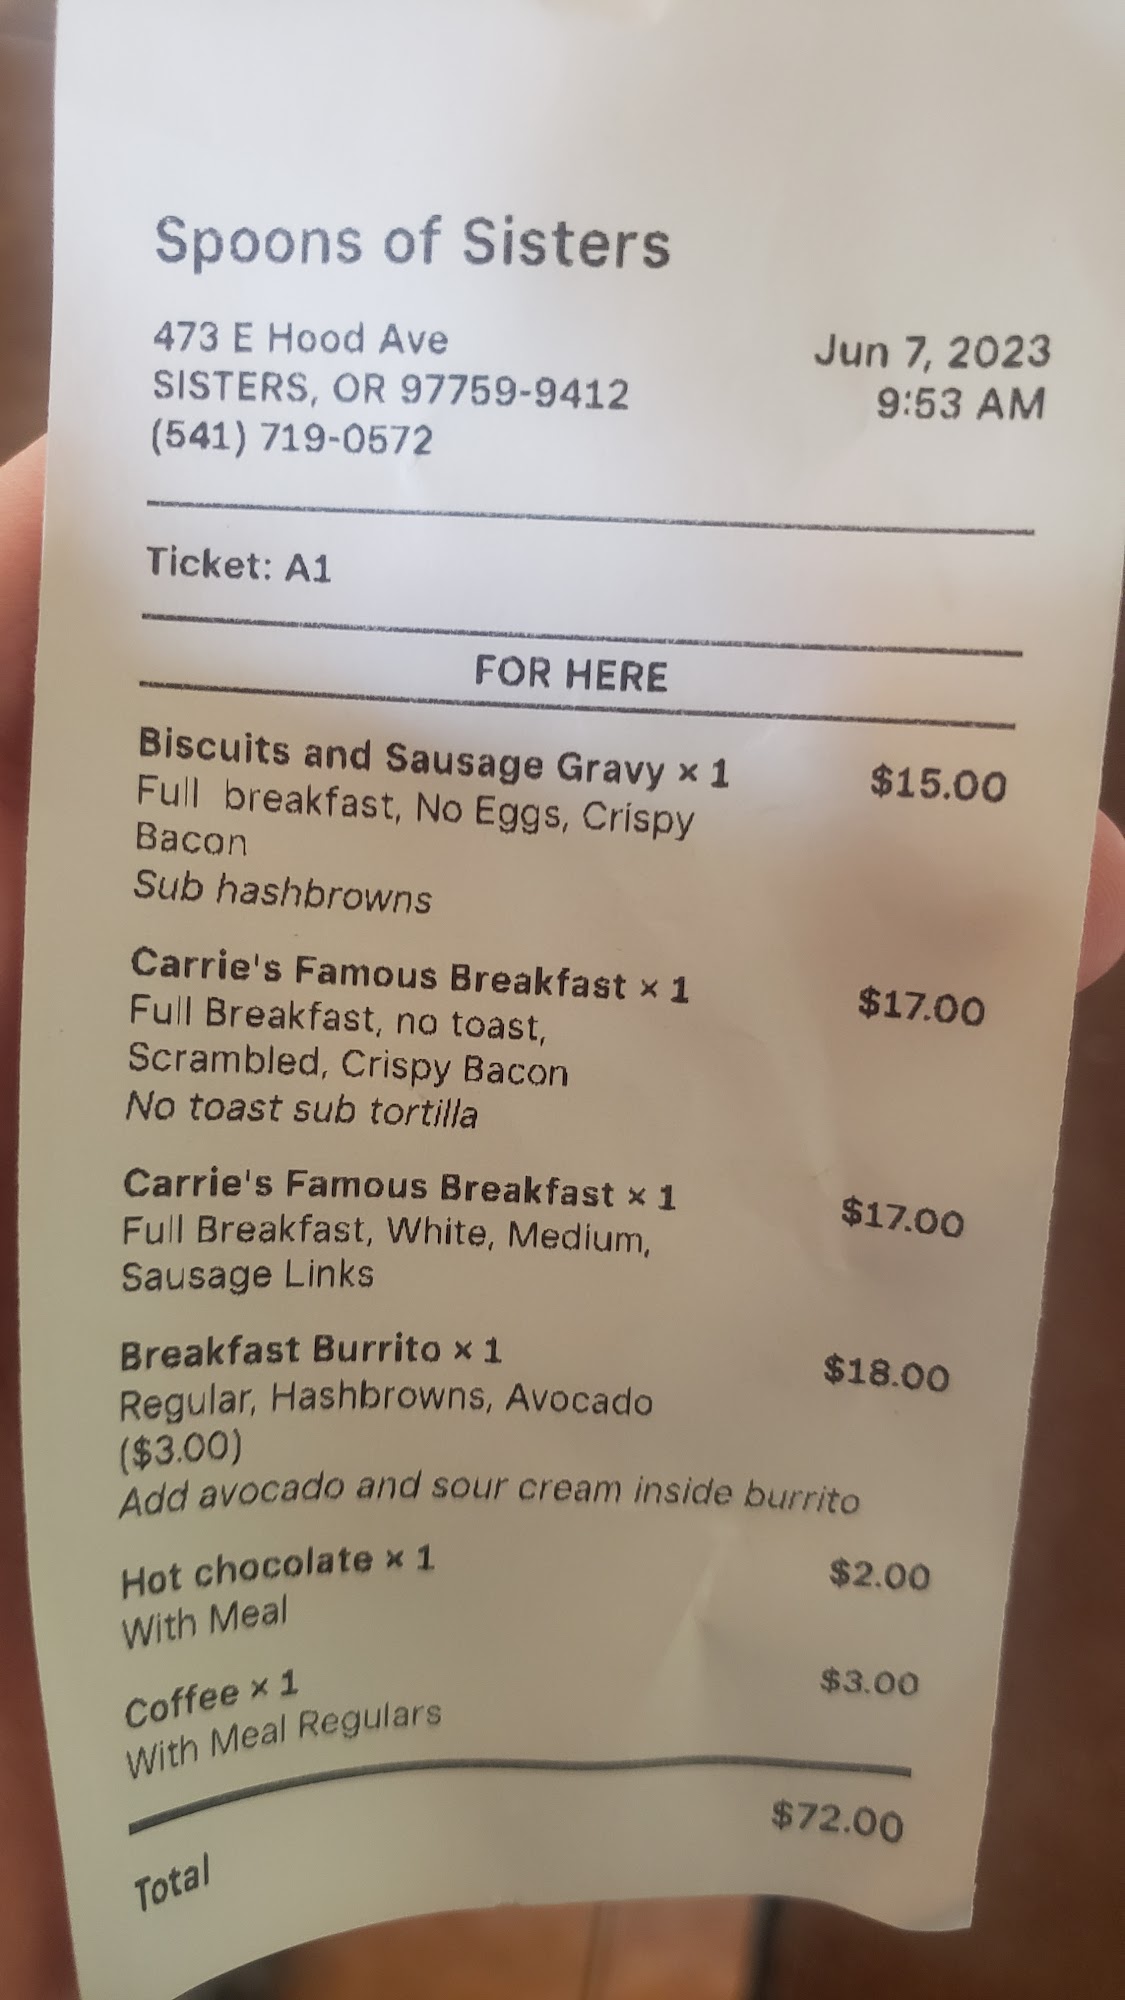 Spoons of Sisters
473 E Hood Ave
SISTERS, OR 97759-9412
(541) 719-0572
Jun 7, 2023
9:53 AM
Ticket: A1
FOR HERE
Biscuits and Sausage Gravy × 1 $15.00
Full breakfast, No Eggs, Crispy
Bacon
Sub hashbrowns
Carrie's Famous Breakfast × 1 $17.00
Full Breakfast, no toast,
Scrambled, Crispy Bacon
No toast sub tortilla
Carrie's Famous Breakfast × 1 $17.00
Full Breakfast, White, Medium,
Sausage Links
Breakfast Burrito × 1 $18.00
Regular, Hashbrowns, Avocado
($3.00)
Add avocado and sour cream inside burrito
Hot chocolate × 1 $2.00
With Meal
Coffee × 1 $3.00
With Meal Regulars
Total $72.00